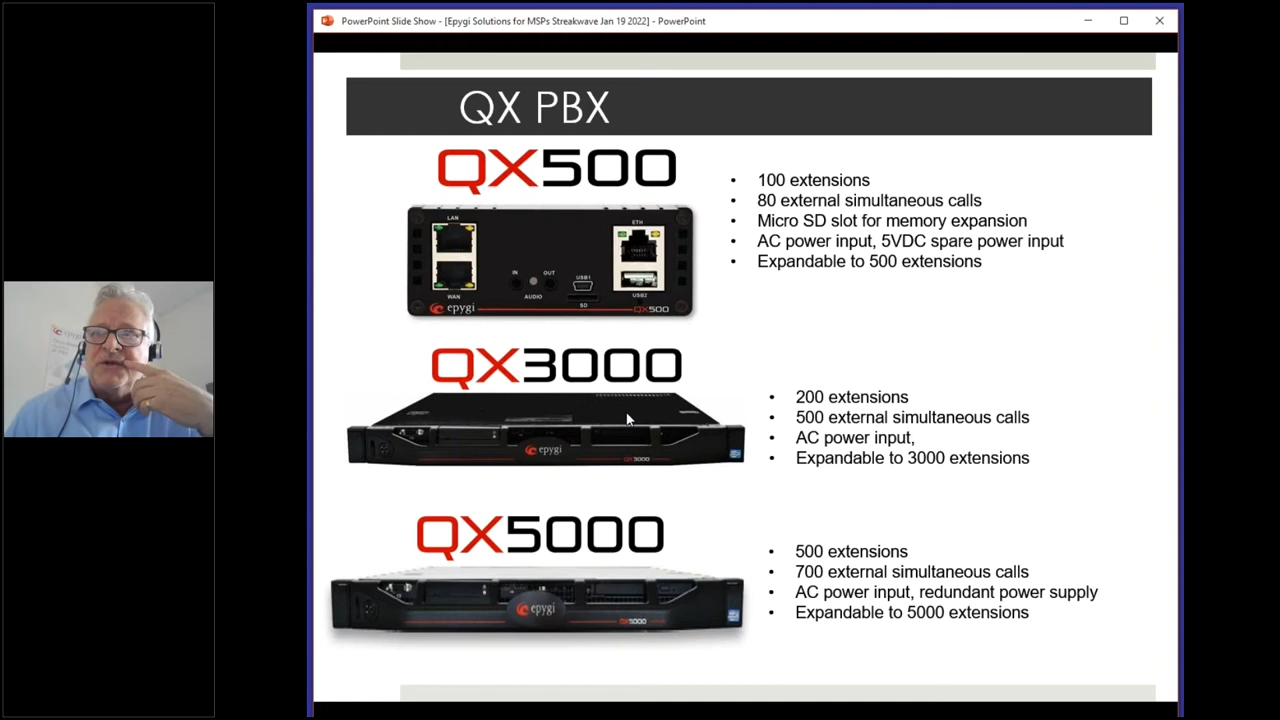 PowerPoint Slide Show - [Epygi Solutions for MSPs Streakwave Jan 19 2022] - PowerPoint
QX PBX
QX500
• 100 extensions
• 80 external simultaneous calls
• Micro SD slot for memory expansion
• AC power input, 5VDC spare power input
• Expandable to 500 extensions
LAN
ETH
IN
OUT
USB1
WAN
AUDIO
SD
USB2
epygi
QX500
QX3000
• 200 extensions
• 500 external simultaneous calls
• AC power input,
• Expandable to 3000 extensions
epygi
QX3000
QX5000
• 500 extensions
• 700 external simultaneous calls
• AC power input, redundant power supply
• Expandable to 5000 extensions
epygi
QX5000
epygi